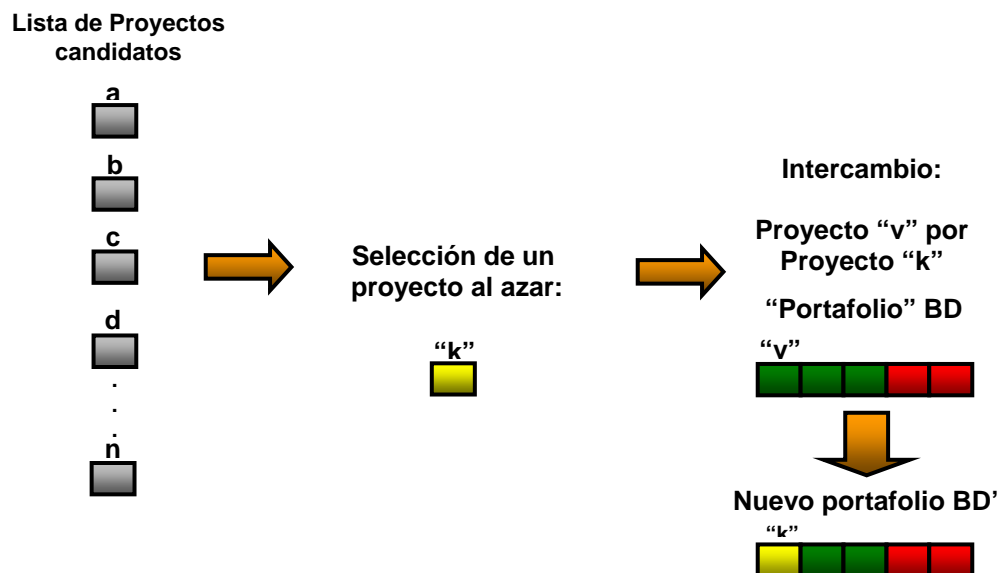 Lista de Proyectos
candidatos
a
b
c
d
.
.
.
n
Selección de un
proyecto al azar:
“k”
Intercambio:
Proyecto “v” por
Proyecto “k”
“Portafolio” BD
“v”
Nuevo portafolio BD’
“k”